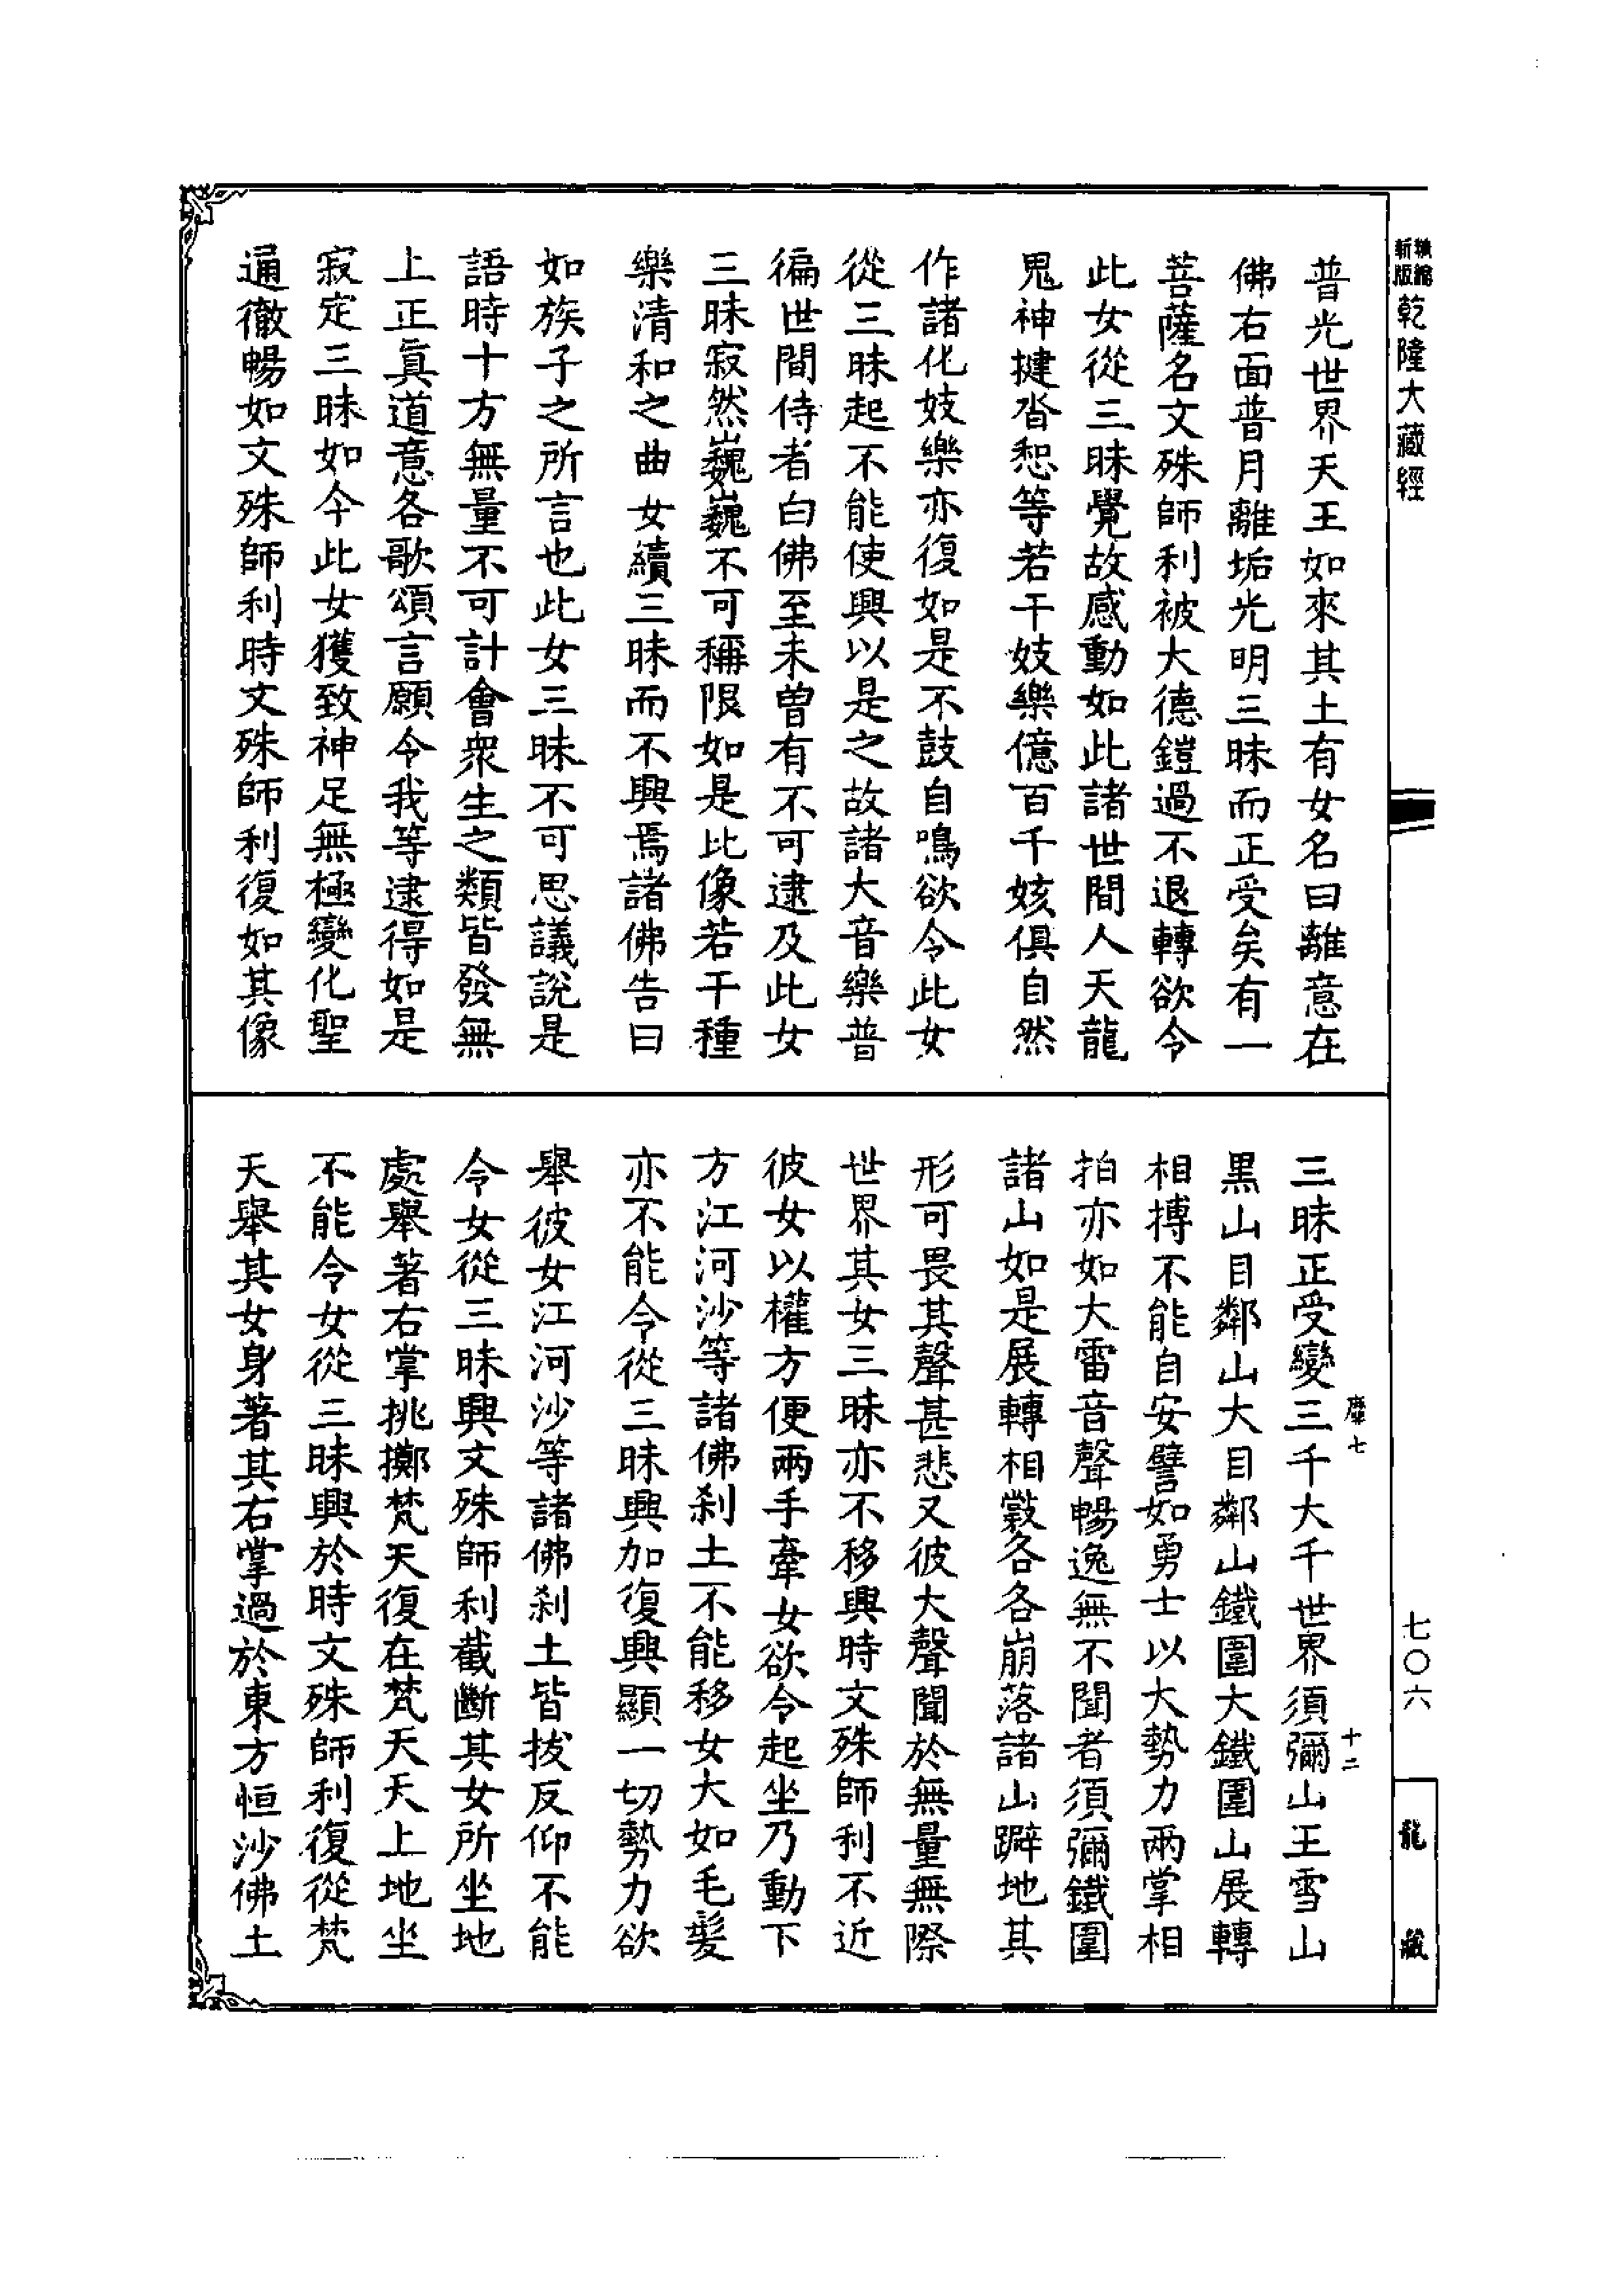 新版
乾隆大藏經
普光世界天王如來其土有女名曰離意在
佛右面普月離垢光明三昧而正受矣有一
菩薩名文殊師利被大德鎧過不退轉欲令
此女從三昧覺故感動如此諸世間人天龍
鬼神揵沓惒等若干妓樂億百千姟俱自然
作諸化妓樂亦復如是不鼓自鳴欲令此女
從三昧起不能使興以是之故諸大音樂普
徧世間侍者白佛至未曾有不可逮及此女
三昧寂然巍巍不可稱限如是比像若干種
樂清和之曲女續三昧而不興焉諸佛告曰
如族子之所言也此女三昧不可思議說是
語時十方無量不可計會眾生之類皆發無
上正真道意各歌頌言願令我等逮得如是
寂定三昧如今此女獲致神足無極變化聖
通徹暢如文殊師利時文殊師利復如其像
三昧正受變三千大千世界須彌山王雪山
黑山目鄰山大目鄰山鐵圍大鐵圍山展轉
相搏不能自安譬如勇士以大勢力兩掌相
拍亦如大雷音聲暢逸無不聞者須彌鐵圍
諸山如是展轉相敦各各崩落諸山躃地其
形可畏其聲甚悲又彼大聲聞於無量無際
世界其女三昧亦不移興時文殊師利不近
彼女以權方便兩手牽女欲令起坐乃動下
方江河沙等諸佛剎土不能移女大如毛髮
亦不能令從三昧興加復興顯一切勢力欲
舉彼女江河沙等諸佛剎土皆拔反仰不能
令女從三昧興文殊師利截斷其女所坐地
處舉著右掌挑擲梵天復在梵天天上地坐
不能令女從三昧興於時文殊師利復從梵
天舉其女身著其右掌過於東方恒沙佛土
靡七
十二
七〇六
龍藏